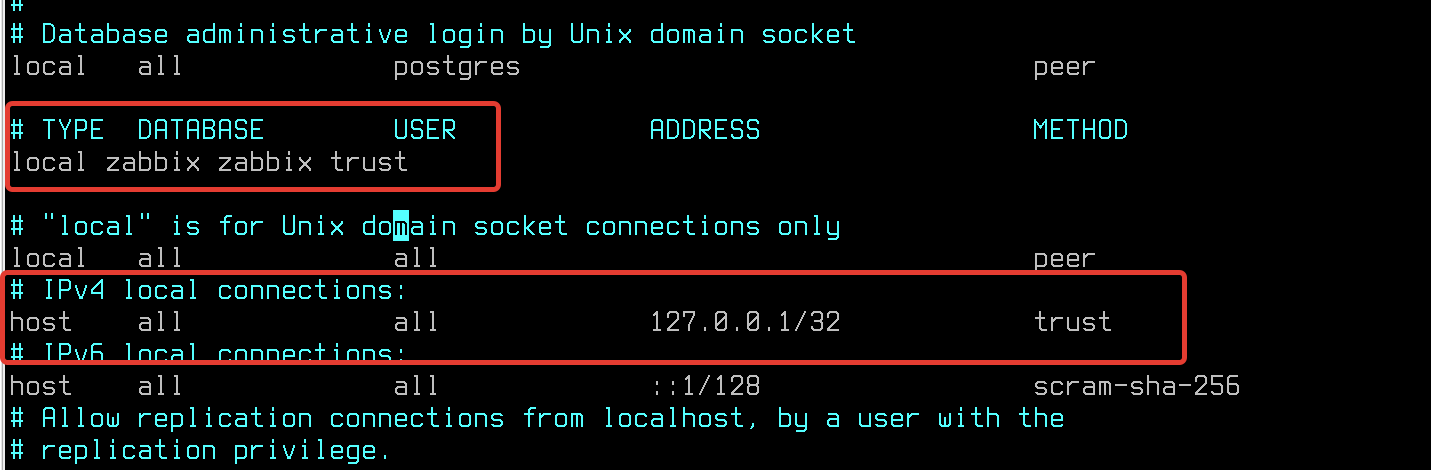 #
# Database administrative login by Unix domain socket
local   all             postgres                                peer
# TYPE  DATABASE        USER            ADDRESS                 METHOD
local zabbix zabbix trust
# "local" is for Unix domain socket connections only
local   all             all                                     peer
# IPv4 local connections:
host    all             all             127.0.0.1/32            trust
# IPv6 local connections:
host    all             all             ::1/128                 scram-sha-256
# Allow replication connections from localhost, by a user with the
# replication privilege.